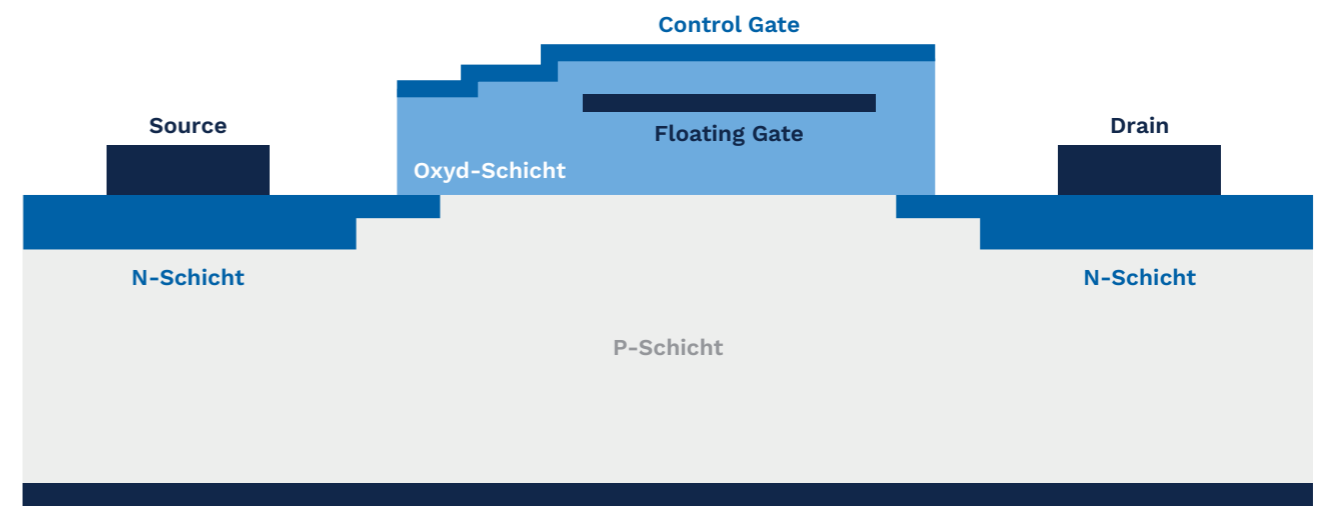 Control Gate
Source
Floating Gate
Drain
Oxyd-Schicht
N-Schicht
N-Schicht
P-Schicht